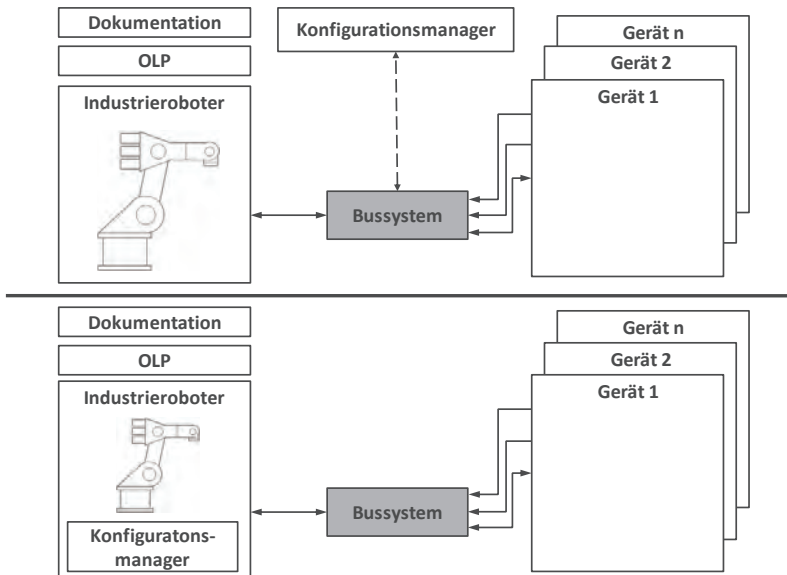 Dokumentation
OLP
Industrieroboter
Konfigurationsmanager
Bussystem
Gerät n
Gerät 2
Gerät 1
Dokumentation
OLP
Industrieroboter
Konfiguratons-
manager
Bussystem
Gerät n
Gerät 2
Gerät 1